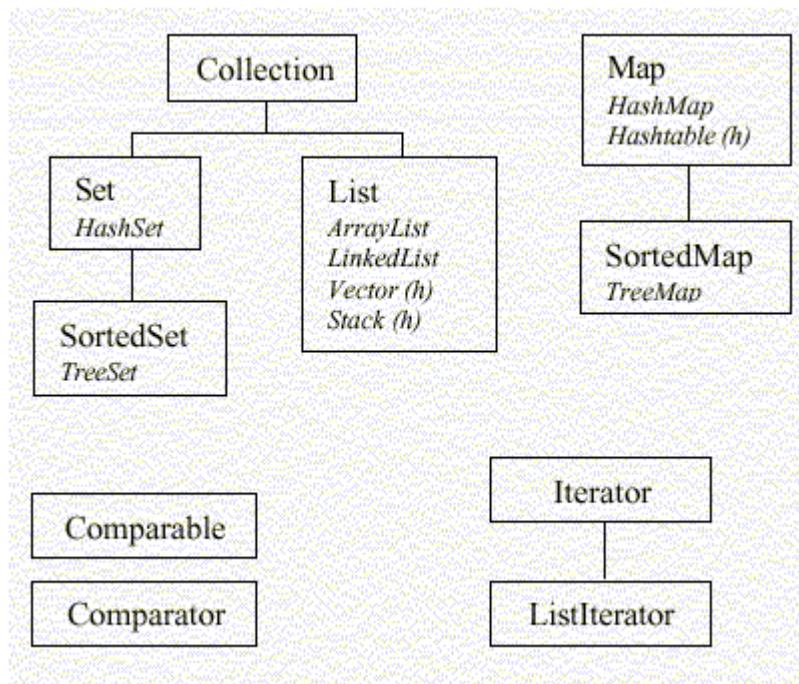 Collection
Map
HashMap
Hashtable (h)
Set
HashSet
List
ArrayList
LinkedList
Vector (h)
Stack (h)
SortedMap
TreeMap
SortedSet
TreeSet
Iterator
Comparable
Comparator
ListIterator